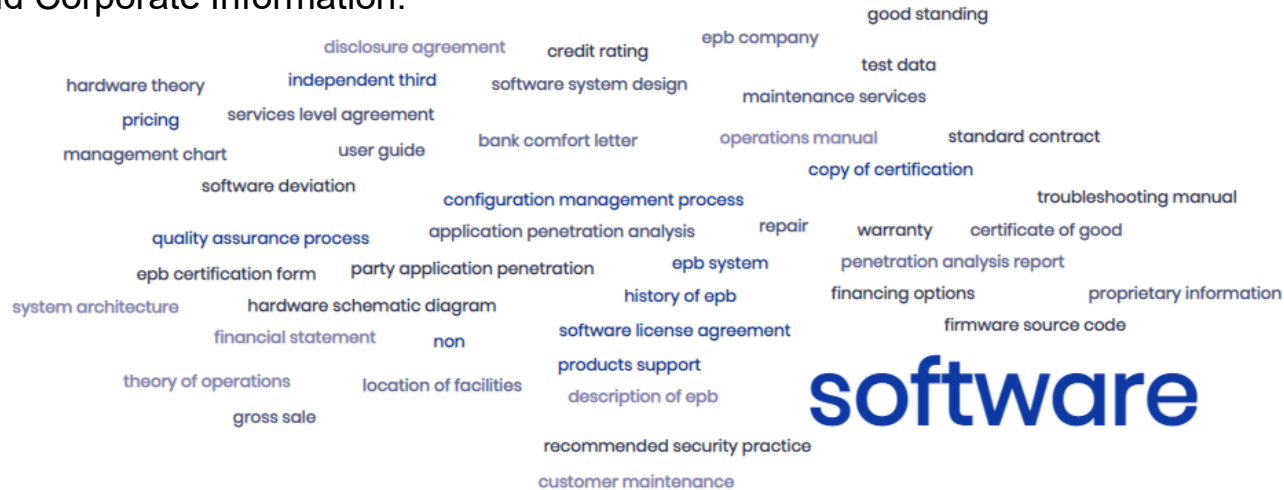 d Corporate Information:
good standing
disclosure agreement
credit rating
epb company
test data
hardware theory
independent third
software system design
maintenance services
pricing
services level agreement
management chart
user guide
bank comfort letter
operations manual
standard contract
copy of certification
software deviation
configuration management process
troubleshooting manual
quality assurance process
application penetration analysis
repair
warranty
certificate of good
epb certification form
party application penetration
epb system
penetration analysis report
system architecture
hardware schematic diagram
history of epb
financing options
proprietary information
financial statement
non
software license agreement
firmware source code
products support
theory of operations
location of facilities
description of epb
software
gross sale
recommended security practice
customer maintenance